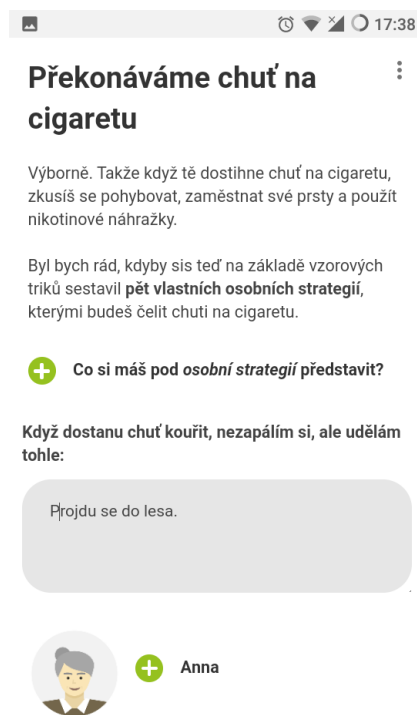 17:38
Překonáváme chuť na
cigaretu
Výborně. Takže když tě dostihne chuť na cigaretu,
zkusíš se pohybovat, zaměstnat své prsty a použít
nikotinové náhražky.
Byl bych rád, kdyby sis teď na základě vzorových
triků sestavil pět vlastních osobních strategií,
kterými budeš čelit chuti na cigaretu.
Co si máš pod osobní strategií představit?
Když dostanu chuť kouřit, nezapálím si, ale udělám
tohle:
Projdu se do lesa.
Anna